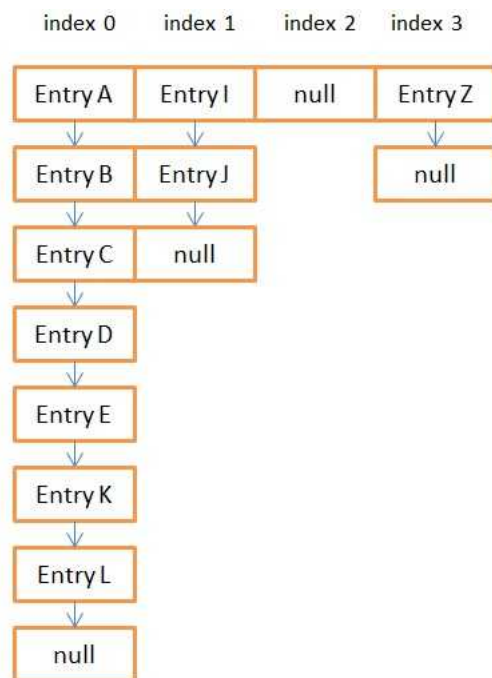 index 0 index 1 index 2 index 3
Entry A Entry I null Entry Z
Entry B Entry J null
Entry C null
Entry D
Entry E
Entry K
Entry L
null